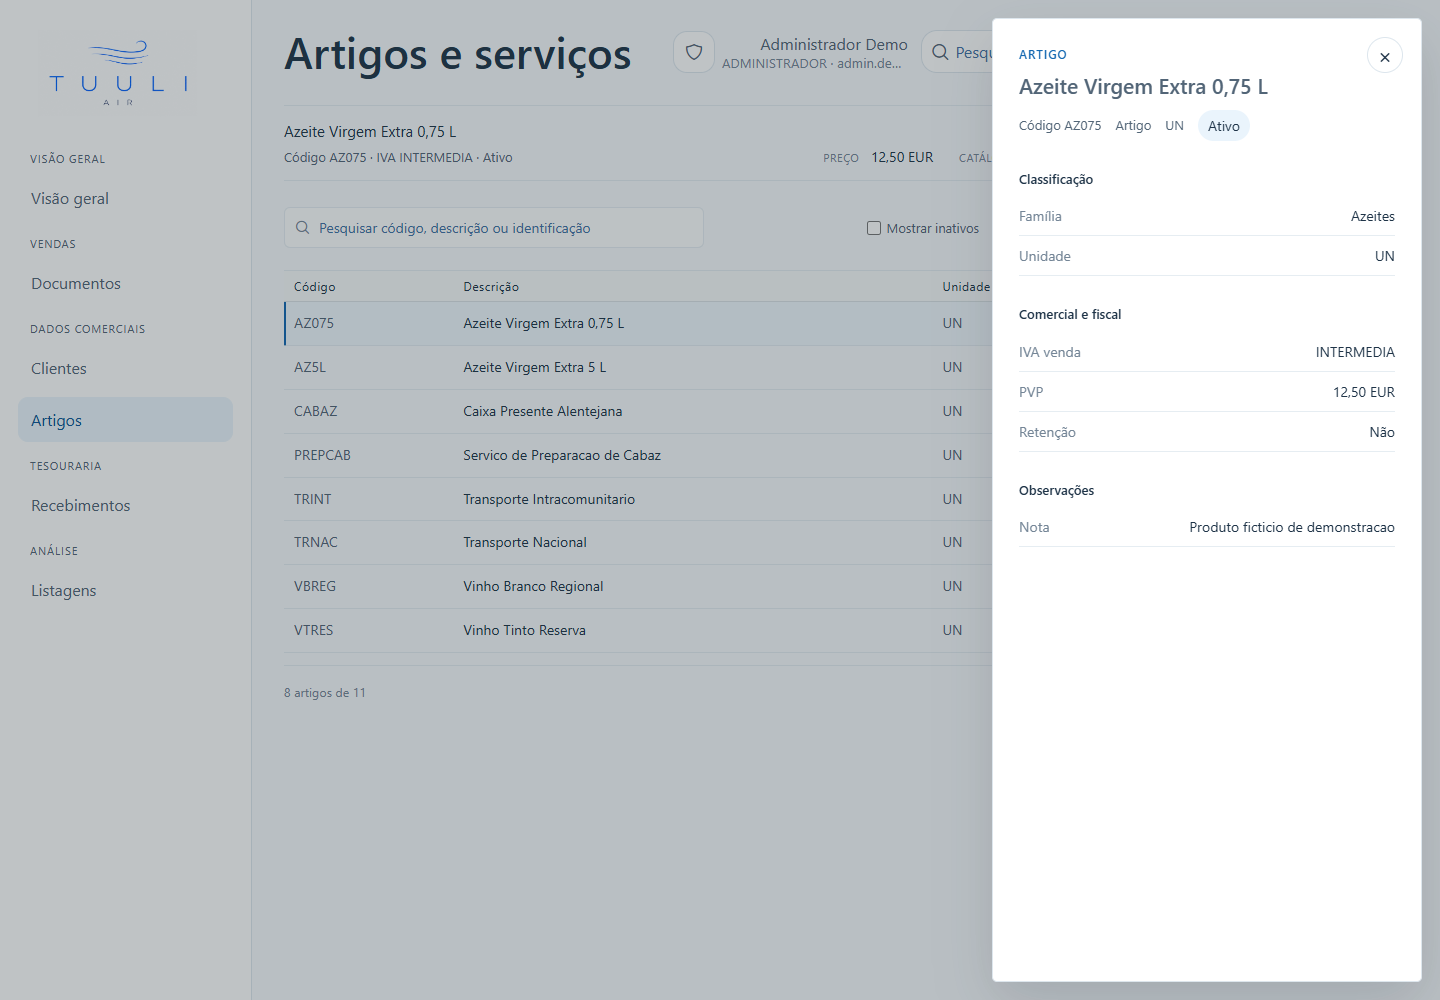 TUULI
AIR
VISÃO GERAL
Visão geral
VENDAS
Documentos
DADOS COMERCIAIS
Clientes
Artigos
TESOURARIA
Recebimentos
ANÁLISE
Listagens
Artigos e serviços
Administrador Demo
ADMINISTRADOR · admin.de...
Pesqu
Azeite Virgem Extra 0,75 L
Código AZ075 · IVA INTERMEDIA · Ativo
PREÇO 12,50 EUR CATÁL
Pesquisar código, descrição ou identificação
Mostrar inativos
Código Descrição Unidade
AZ075 Azeite Virgem Extra 0,75 L UN
AZ5L Azeite Virgem Extra 5 L UN
CABAZ Caixa Presente Alentejana UN
PREPCAB Servico de Preparacao de Cabaz UN
TRINT Transporte Intracomunitario UN
TRNAC Transporte Nacional UN
VBREG Vinho Branco Regional UN
VTRES Vinho Tinto Reserva UN
8 artigos de 11
ARTIGO
Azeite Virgem Extra 0,75 L
Código AZ075 Artigo UN Ativo
Classificação
Família Azeites
Unidade UN
Comercial e fiscal
IVA venda INTERMEDIA
PVP 12,50 EUR
Retenção Não
Observações
Nota Produto ficticio de demonstracao